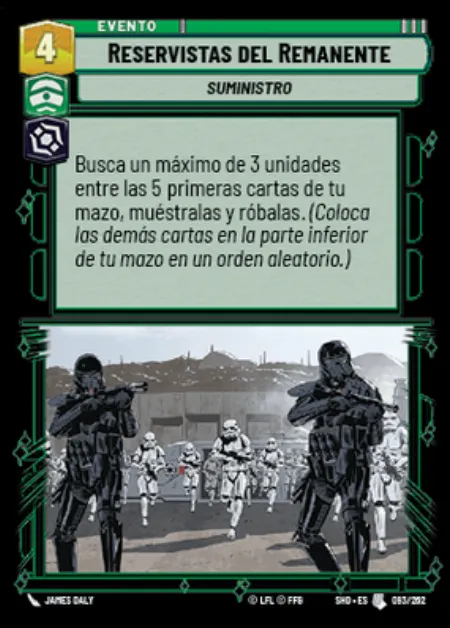 EVENTO
4
RESERVISTAS DEL REMANENTE
SUMINISTRO
Busca un máximo de 3 unidades
entre las 5 primeras cartas de tu
mazo, muéstralas y róbalas. (Coloca
las demás cartas en la parte inferior
de tu mazo en un orden aleatorio.)
JAMES DALY
© LFL © FFG
SHD • ES
093/262